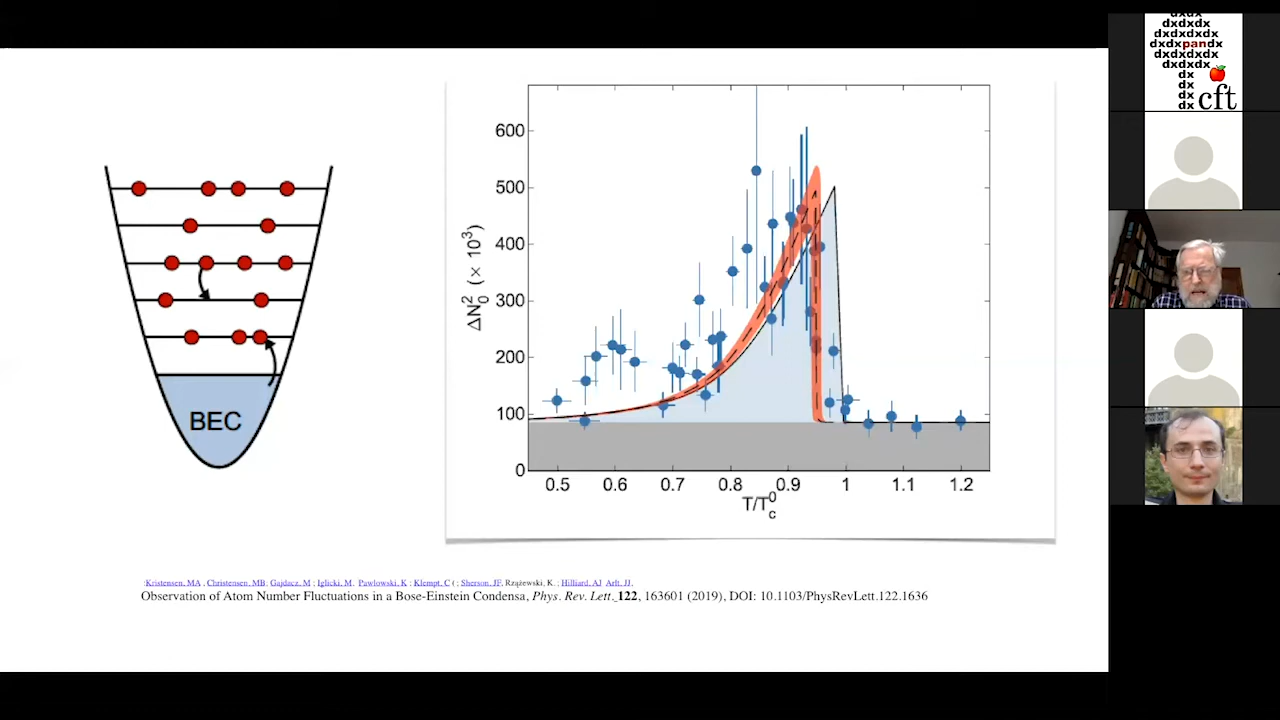 BEC
ΔN₀² (× 10³)
600
500
400
300
200
100
0
0.5 0.6 0.7 0.8 0.9 1 1.1 1.2
T/T⁰c
:Kristensen, MA , Christensen, MB; Gajdacz, M ; Iglicki, M, Pawlowski, K ; Klempt, C ( ; Sherson, JF, Rzążewski, K. ; Hilliard, AJ Arlt, JJ,
Observation of Atom Number Fluctuations in a Bose-Einstein Condensa, Phys. Rev. Lett. 122, 163601 (2019), DOI: 10.1103/PhysRevLett.122.1636
dxdx
dxdxdx
dxdxdxdx
dxdxpandx
dxdxdxdx
dxdxdx
dx
dx
dx
dx cft